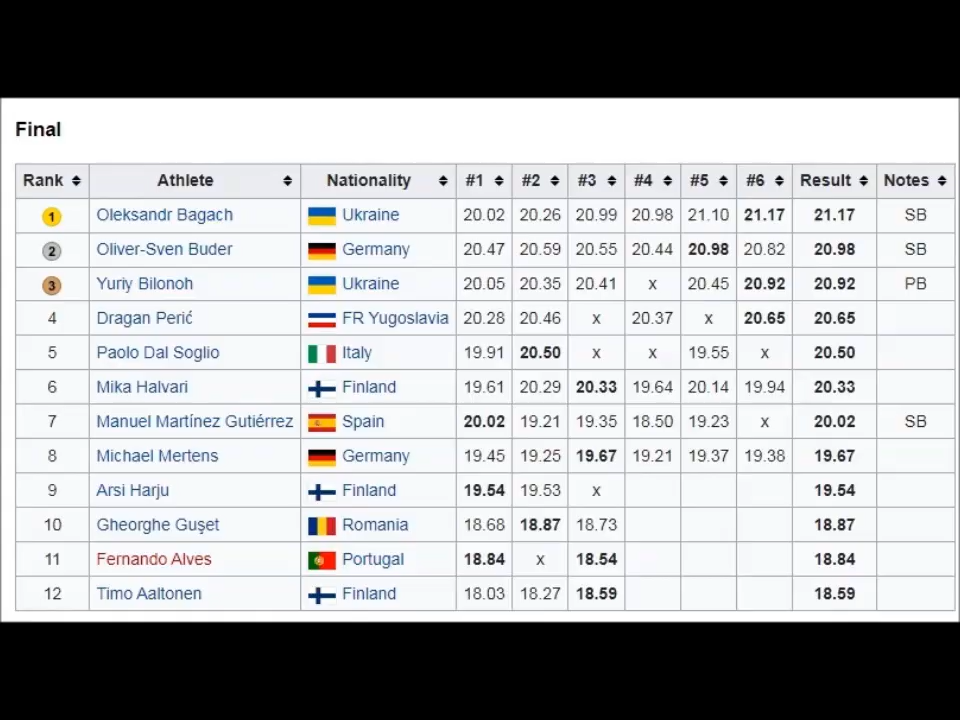 Final
Rank Athlete Nationality #1 #2 #3 #4 #5 #6 Result Notes
1 Oleksandr Bagach Ukraine 20.02 20.26 20.99 20.98 21.10 21.17 21.17 SB
2 Oliver-Sven Buder Germany 20.47 20.59 20.55 20.44 20.98 20.82 20.98 SB
3 Yuriy Bilonoh Ukraine 20.05 20.35 20.41 x 20.45 20.92 20.92 PB
4 Dragan Perić FR Yugoslavia 20.28 20.46 x 20.37 x 20.65 20.65
5 Paolo Dal Soglio Italy 19.91 20.50 x x 19.55 x 20.50
6 Mika Halvari Finland 19.61 20.29 20.33 19.64 20.14 19.94 20.33
7 Manuel Martínez Gutiérrez Spain 20.02 19.21 19.35 18.50 19.23 x 20.02 SB
8 Michael Mertens Germany 19.45 19.25 19.67 19.21 19.37 19.38 19.67
9 Arsi Harju Finland 19.54 19.53 x 19.54
10 Gheorghe Guşet Romania 18.68 18.87 18.73 18.87
11 Fernando Alves Portugal 18.84 x 18.54 18.84
12 Timo Aaltonen Finland 18.03 18.27 18.59 18.59